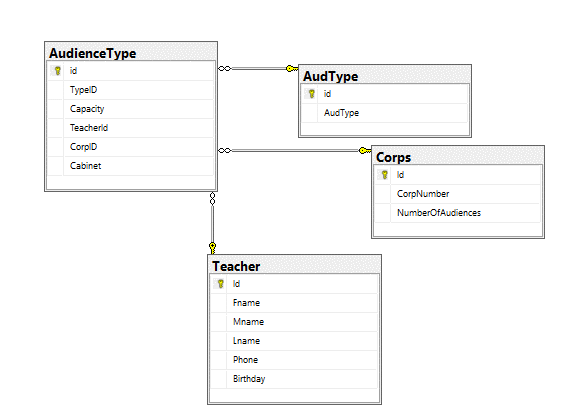 AudienceType
id
TypeID
Capacity
TeacherId
CorpID
Cabinet
AudType
id
AudType
Corps
Id
CorpNumber
NumberOfAudiences
Teacher
Id
Fname
Mname
Lname
Phone
Birthday